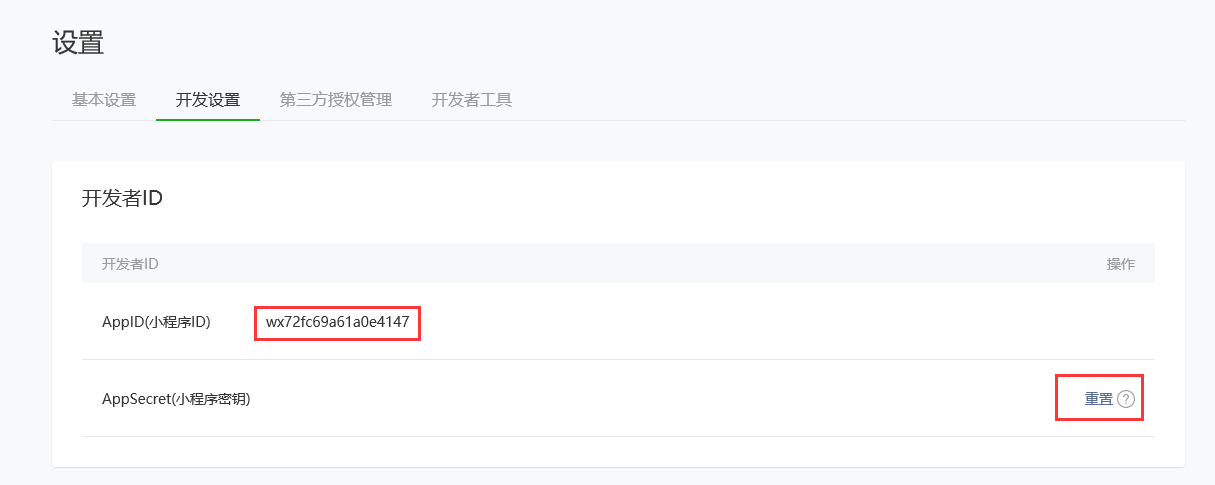 设置
基本设置 开发设置 第三方授权管理 开发者工具
开发者ID
开发者ID 操作
AppID(小程序ID) wx72fc69a61a0e4147
AppSecret(小程序密钥) 重置 ?